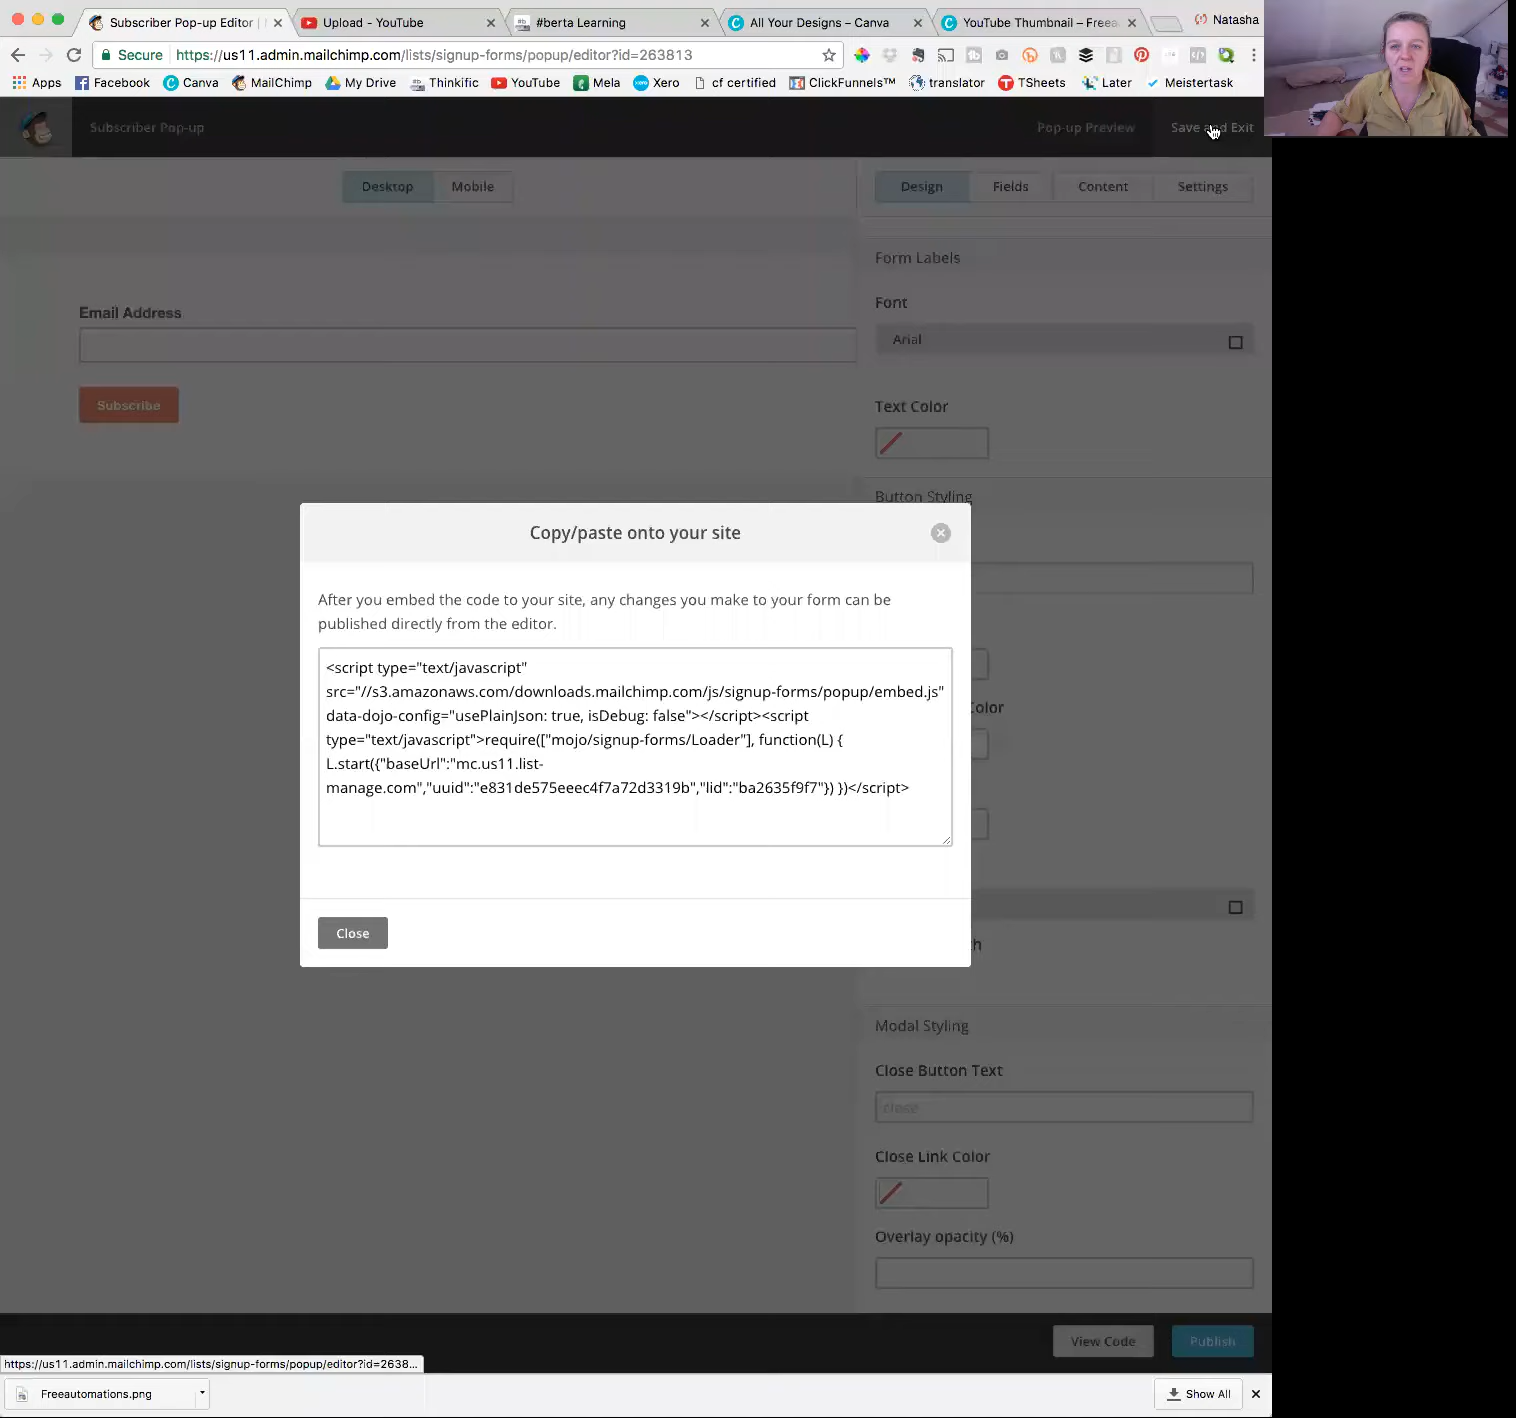 Subscriber Pop-up Editor |
Upload - YouTube
#berta Learning
All Your Designs – Canva
YouTube Thumbnail – Freea
Natasha
Secure
https://us11.admin.mailchimp.com/lists/signup-forms/popup/editor?id=263813
Apps
Facebook
Canva
MailChimp
My Drive
Thinkific
YouTube
Mela
Xero
cf certified
ClickFunnels™
translator
TSheets
Later
Meistertask
Subscriber Pop-up
Pop-up Preview
Save and Exit
Desktop
Mobile
Design
Fields
Content
Settings
Form Labels
Email Address
Font
Arial
Subscribe
Text Color
Button Styling
Copy/paste onto your site
After you embed the code to your site, any changes you make to your form can be
published directly from the editor.
<script type="text/javascript"
src="//s3.amazonaws.com/downloads.mailchimp.com/js/signup-forms/popup/embed.js"
data-dojo-config="usePlainJson: true, isDebug: false"></script><script
type="text/javascript">require(["mojo/signup-forms/Loader"], function(L) {
L.start({"baseUrl":"mc.us11.list-
manage.com","uuid":"e831de575eeec4f7a72d3319b","lid":"ba2635f9f7"}) })</script>
Color
h
Close
Modal Styling
Close Button Text
close
Close Link Color
Overlay opacity (%)
View Code
Publish
https://us11.admin.mailchimp.com/lists/signup-forms/popup/editor?id=2638...
Freeautomations.png
Show All